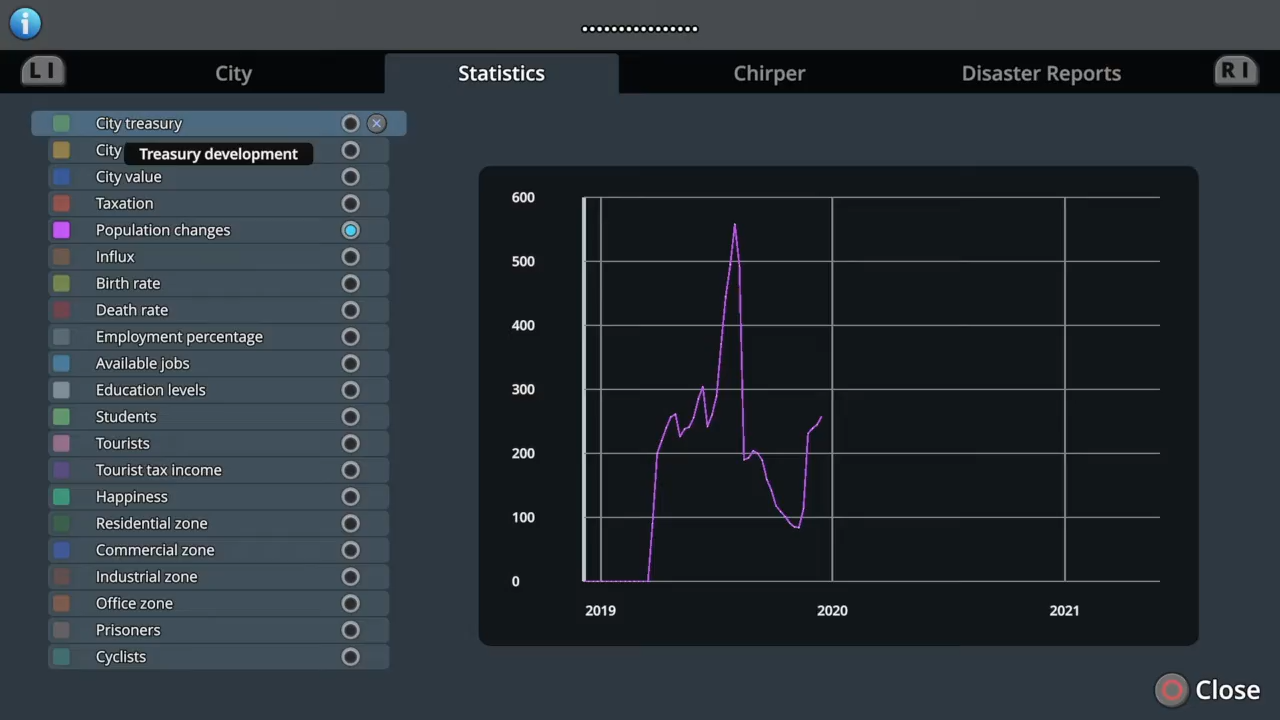 L1
City
Statistics
Chirper
Disaster Reports
R1
City treasury
City
Treasury development
City value
Taxation
Population changes
Influx
Birth rate
Death rate
Employment percentage
Available jobs
Education levels
Students
Tourists
Tourist tax income
Happiness
Residential zone
Commercial zone
Industrial zone
Office zone
Prisoners
Cyclists
600
500
400
300
200
100
0
2019
2020
2021
Close